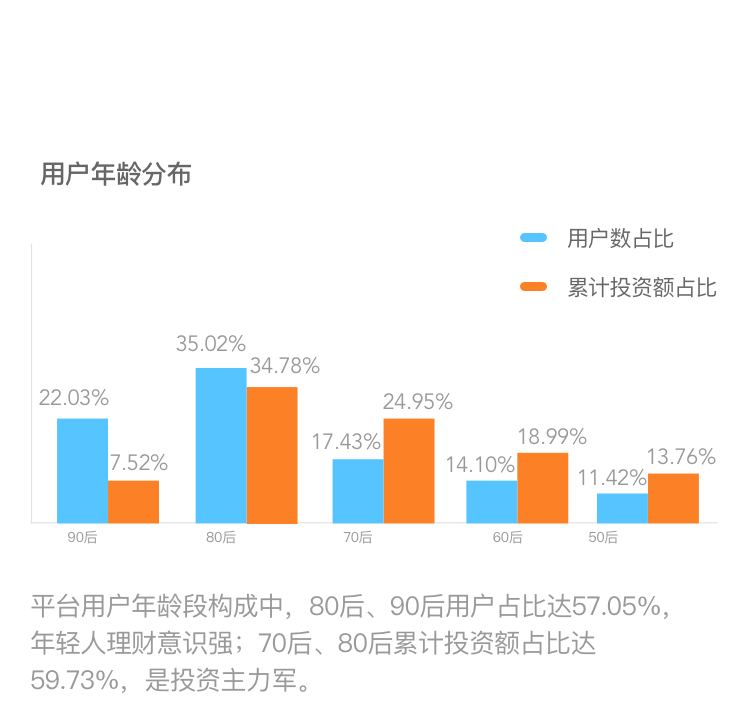 用户年龄分布
用户数占比
累计投资额占比
35.02%
34.78%
22.03%
24.95%
17.43%
18.99%
7.52%
14.10%
13.76%
11.42%
90后
80后
70后
60后
50后
平台用户年龄段构成中，80后、90后用户占比达57.05%，
年轻人理财意识强；70后、80后累计投资额占比达
59.73%，是投资主力军。